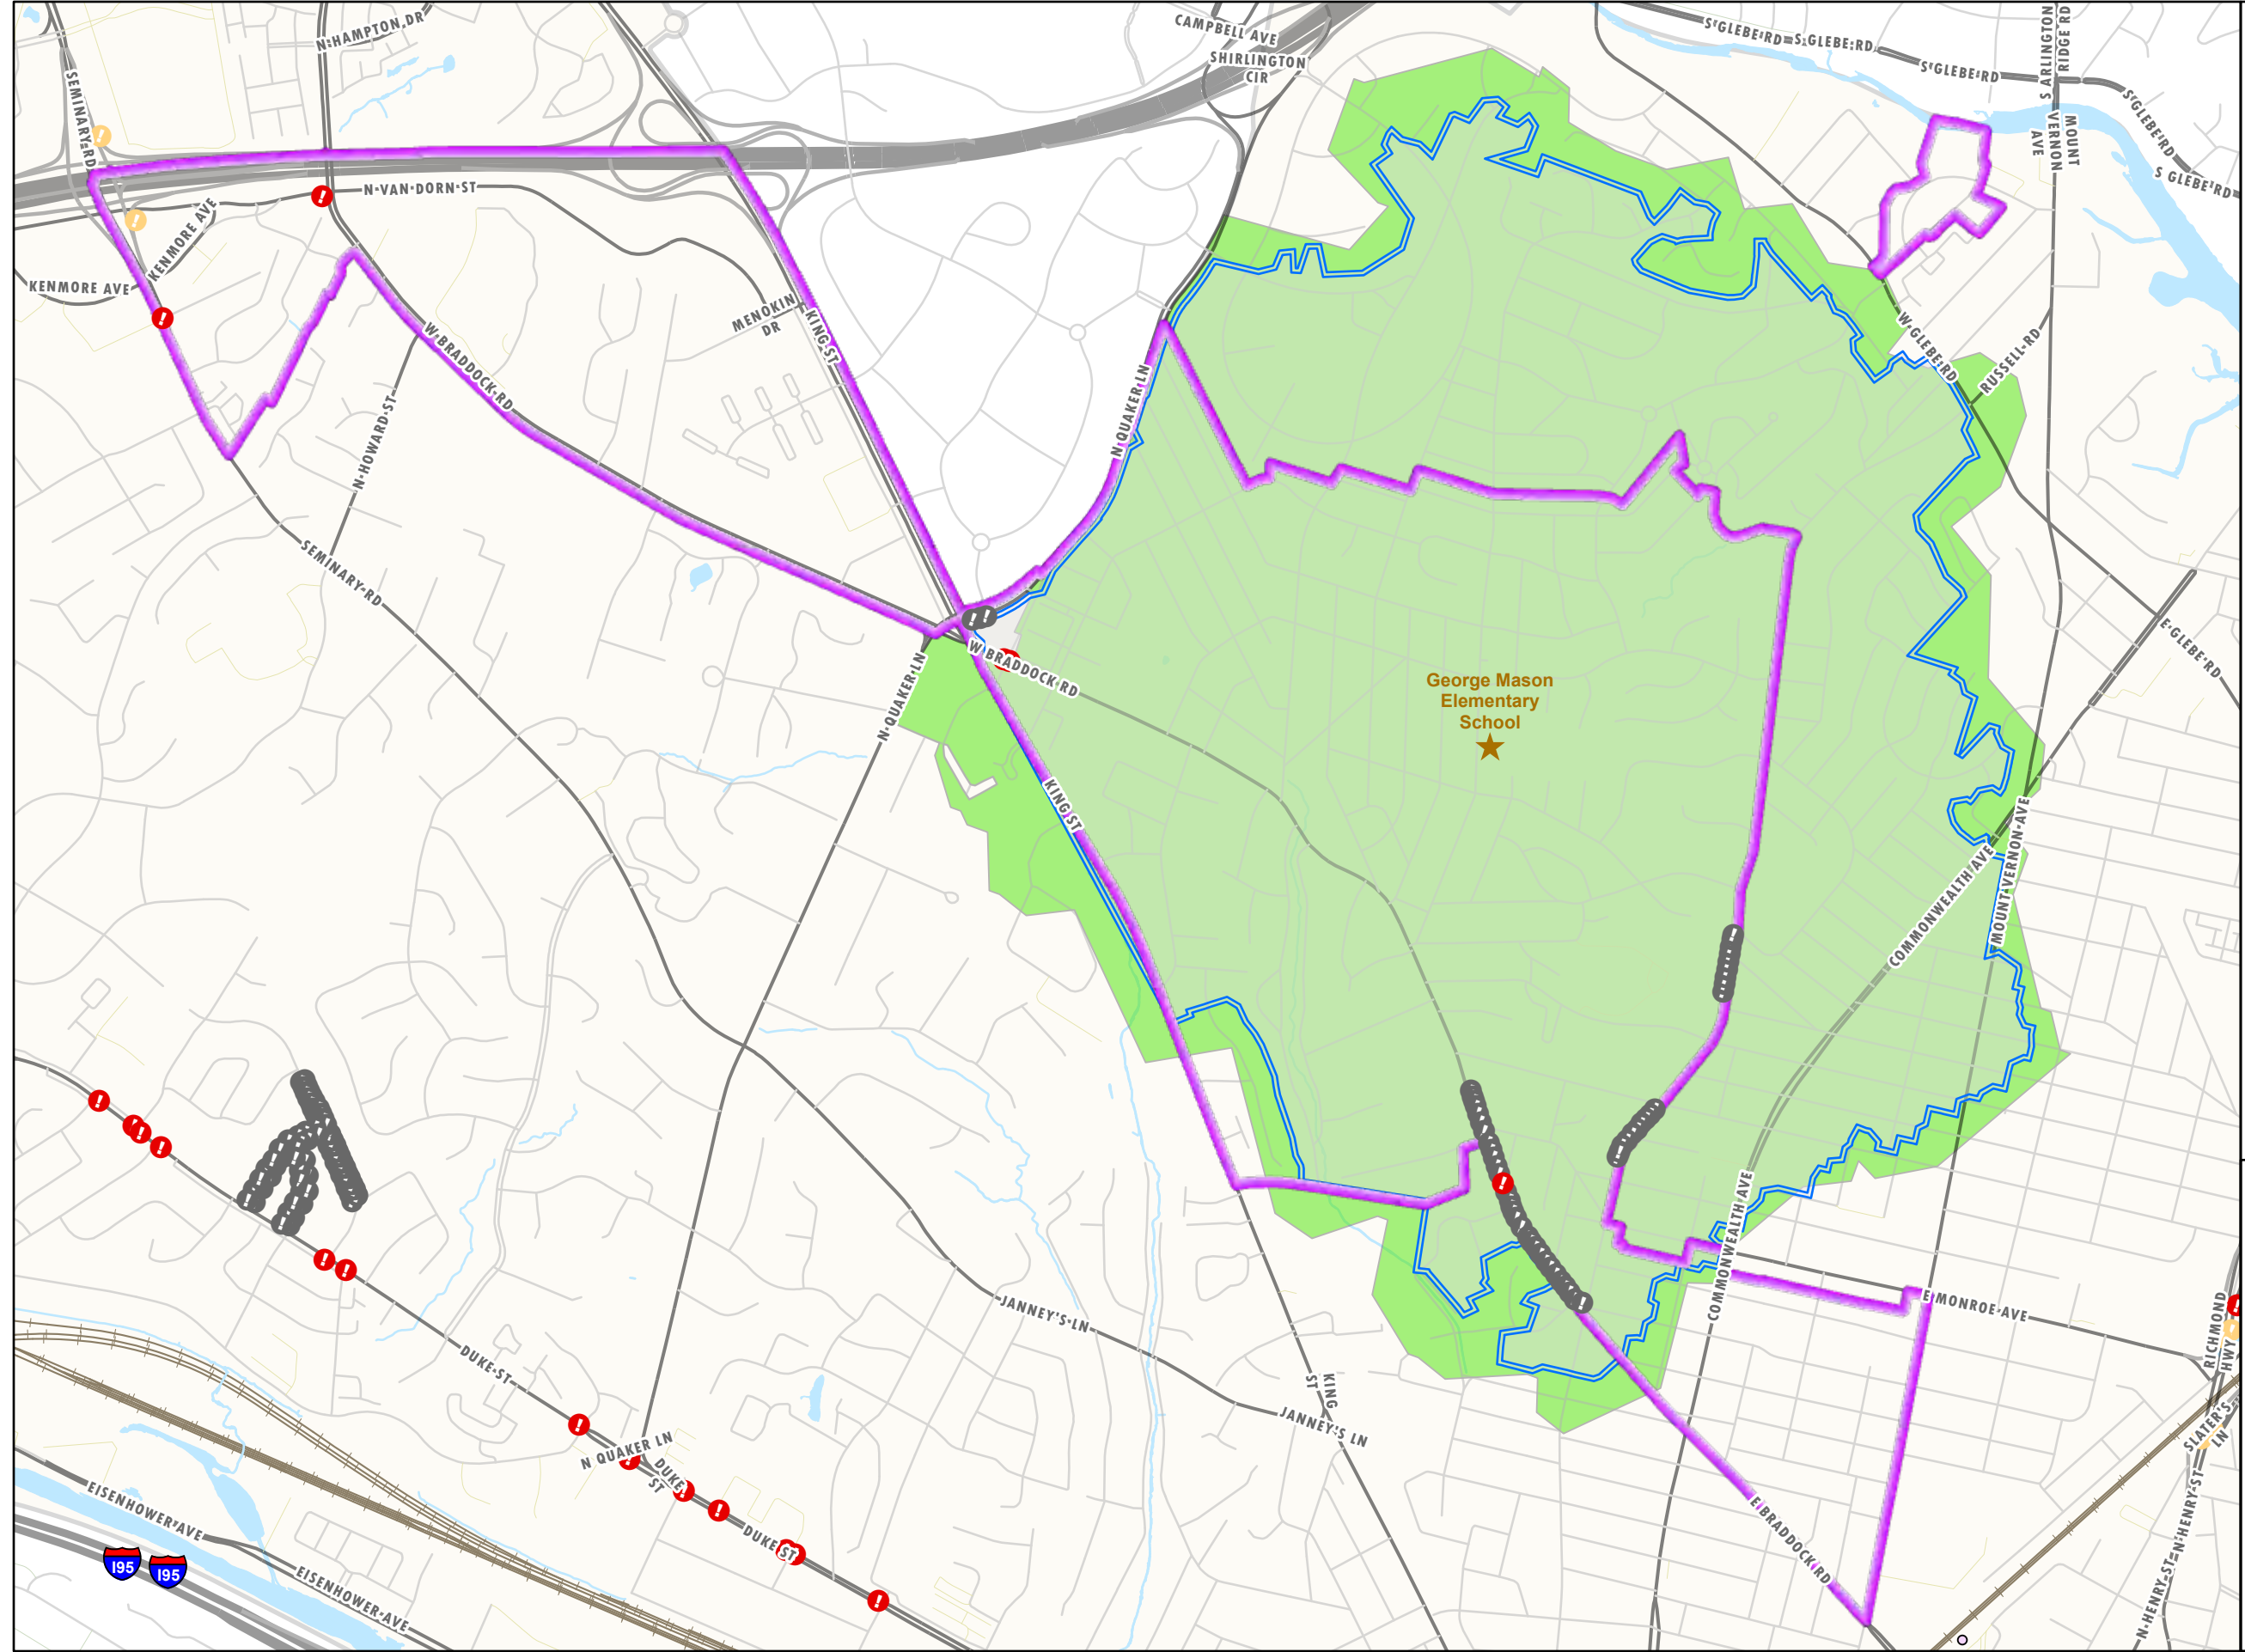 CAMPBELL AVE
SHIRLINGTON
CIR
N HAMPTON DR
S GLEBE RD
S GLEBE RD
S GLEBE RD
S GLEBE RD
S GLEBE RD
S ARLINGTON
RIDGE RD
MOUNT
VERNON
AVE
SEMINARY RD
N VAN DORN ST
KENMORE AVE
KENMORE AVE
MENOKIN
DR
KING ST
W BRADDOCK RD
N HOWARD ST
N QUAKER LN
W GLEBE RD
RUSSELL RD
SEMINARY RD
W BRADDOCK RD
N QUAKER LN
E GLEBE RD
George Mason
Elementary
School
KING ST
COMMONWEALTH AVE
MOUNT VERNON AVE
COMMONWEALTH AVE
E MONROE AVE
RICHMOND
HWY
JANNEY'S LN
DUKE ST
KING
ST
JANNEY'S LN
SLATER'S
LN
N QUAKER LN
DUKE
ST
DUKE ST
E BRADDOCK RD
EISENHOWER AVE
EISENHOWER AVE
I95
I95
N HENRY ST
N HENRY ST